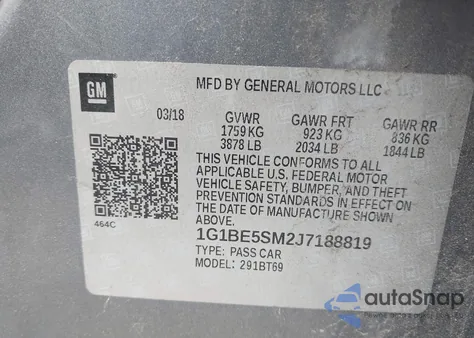 GM
MFD BY GENERAL MOTORS LLC
03/18
GVWR GAWR FRT GAWR RR
1759 KG 923 KG 836 KG
3878 LB 2034 LB 1844 LB
THIS VEHICLE CONFORMS TO ALL
APPLICABLE U.S. FEDERAL MOTOR
VEHICLE SAFETY, BUMPER, AND THEFT
PREVENTION STANDARDS IN EFFECT ON
THE DATE OF MANUFACTURE SHOWN
ABOVE.
464C
1G1BE5SM2J7188819
TYPE: PASS CAR
MODEL: 291BT69
autoSnap